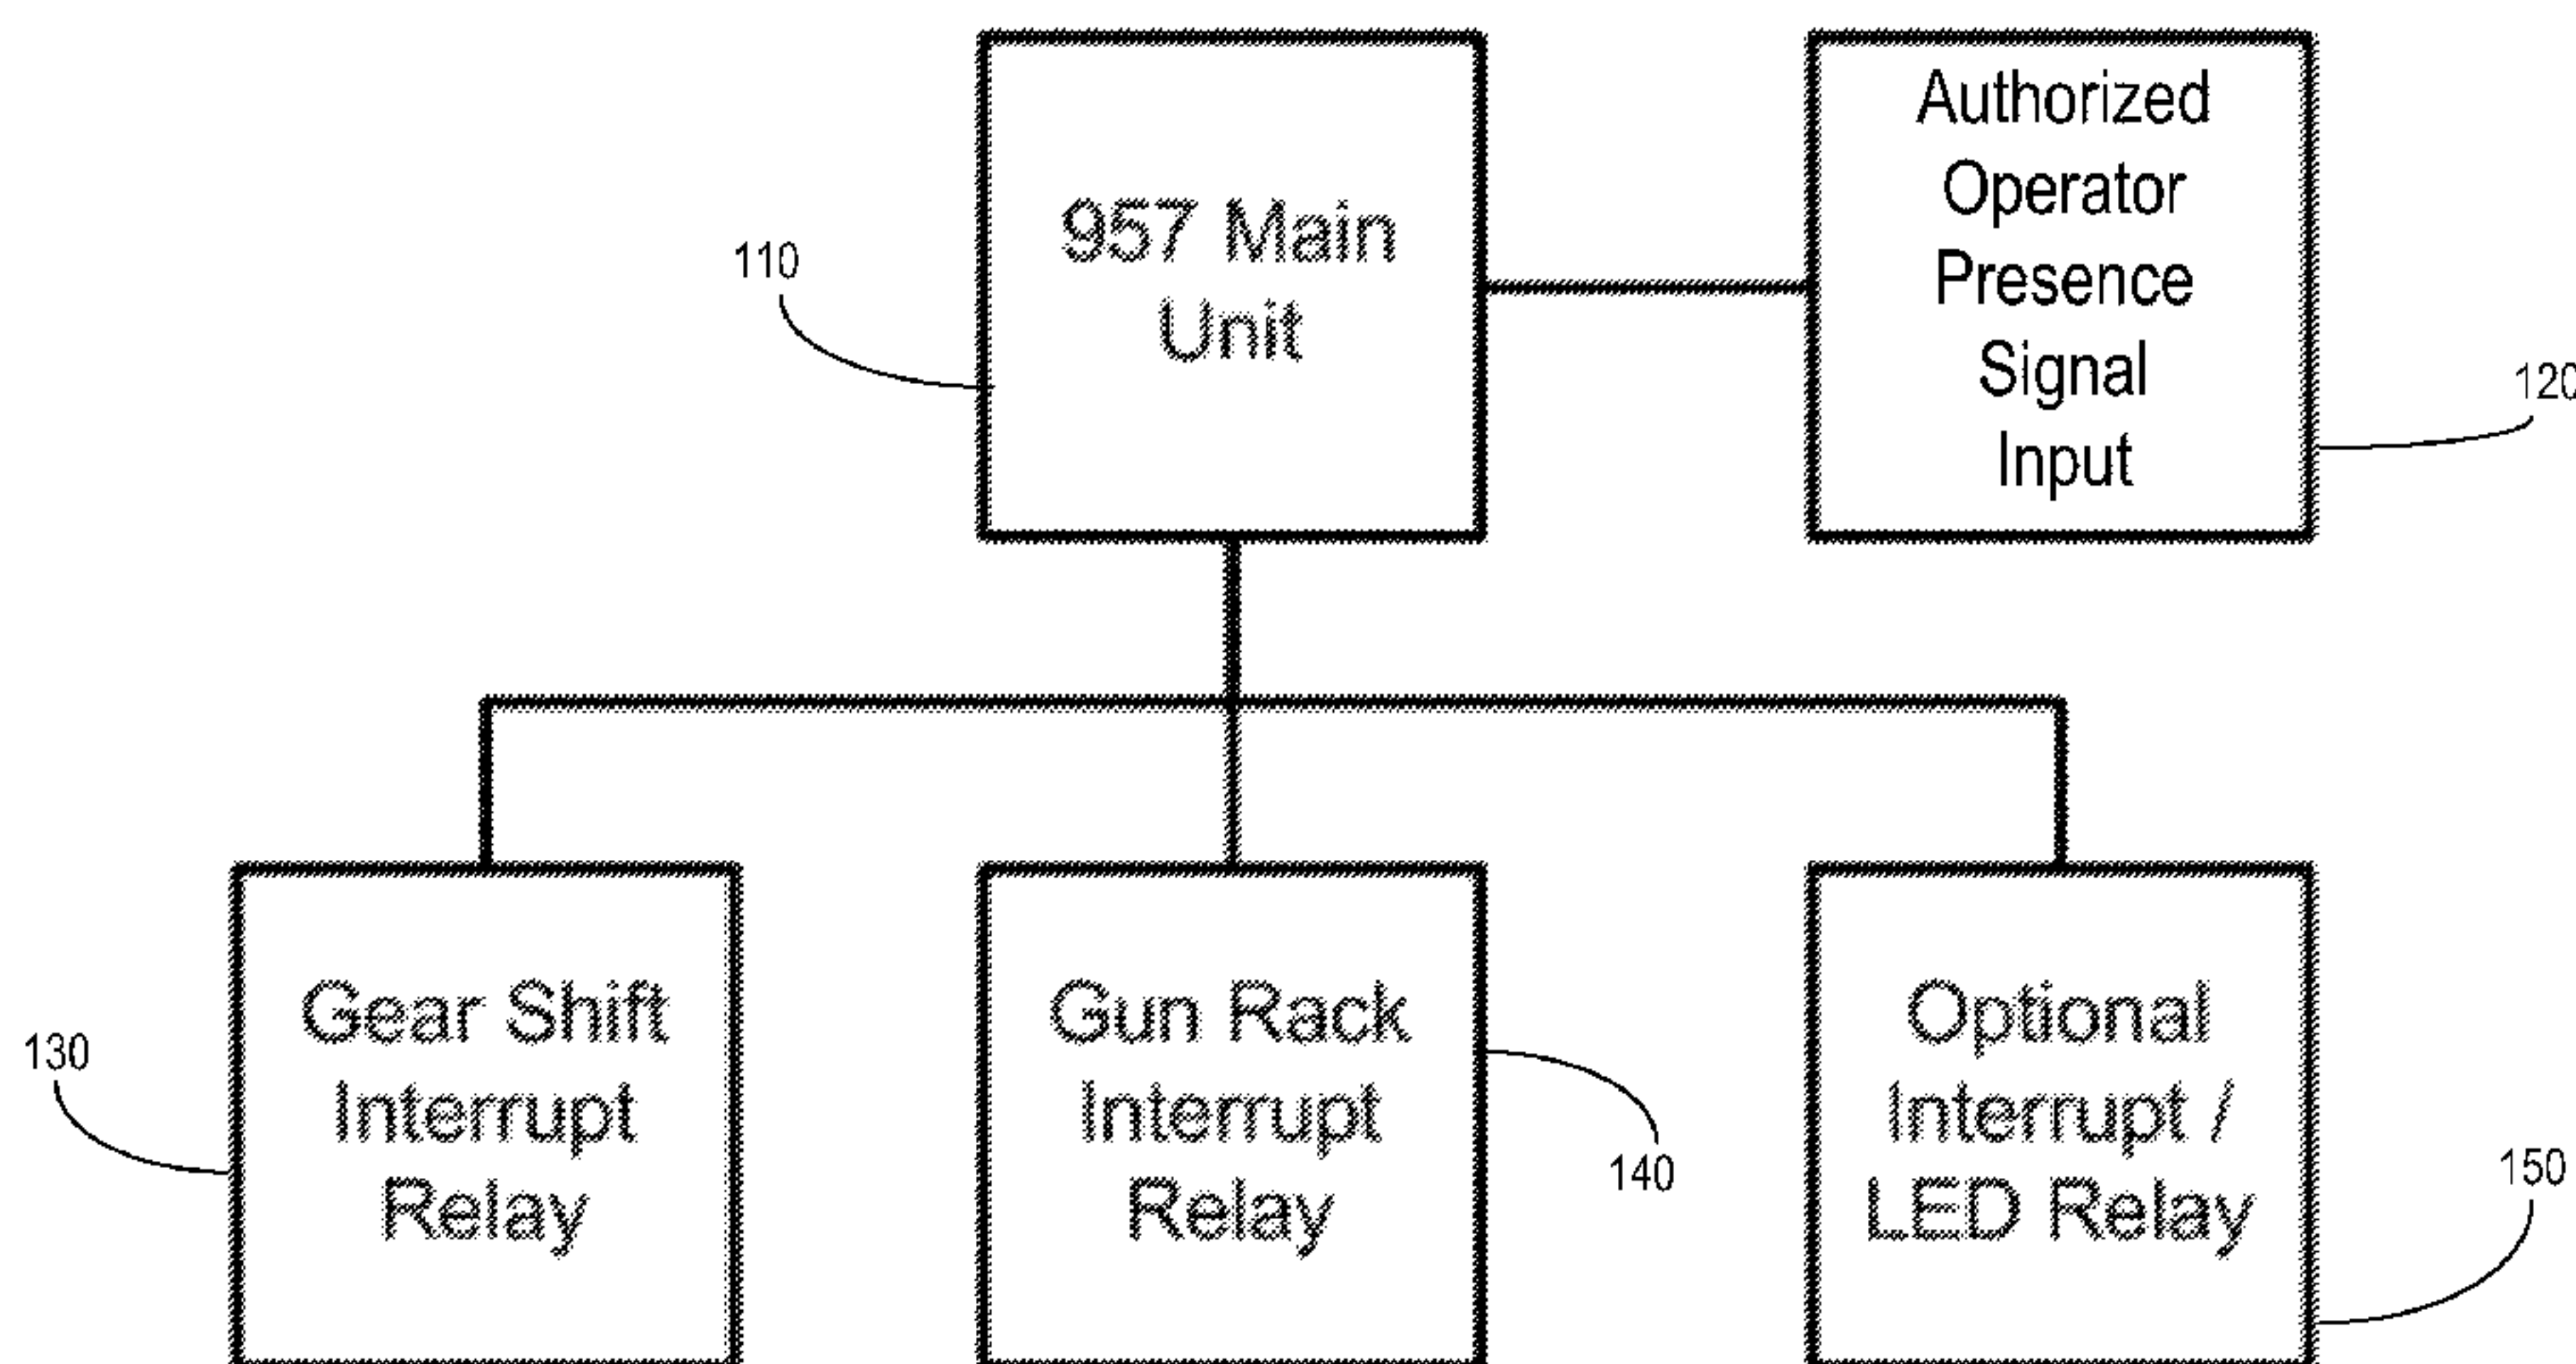 957 Main
Unit
110
Authorized
Operator
Presence
Signal
Input
120
Gear Shift
Interrupt
Relay
130
Gun Rack
Interrupt
Relay
140
Optional
Interrupt /
LED Relay
150